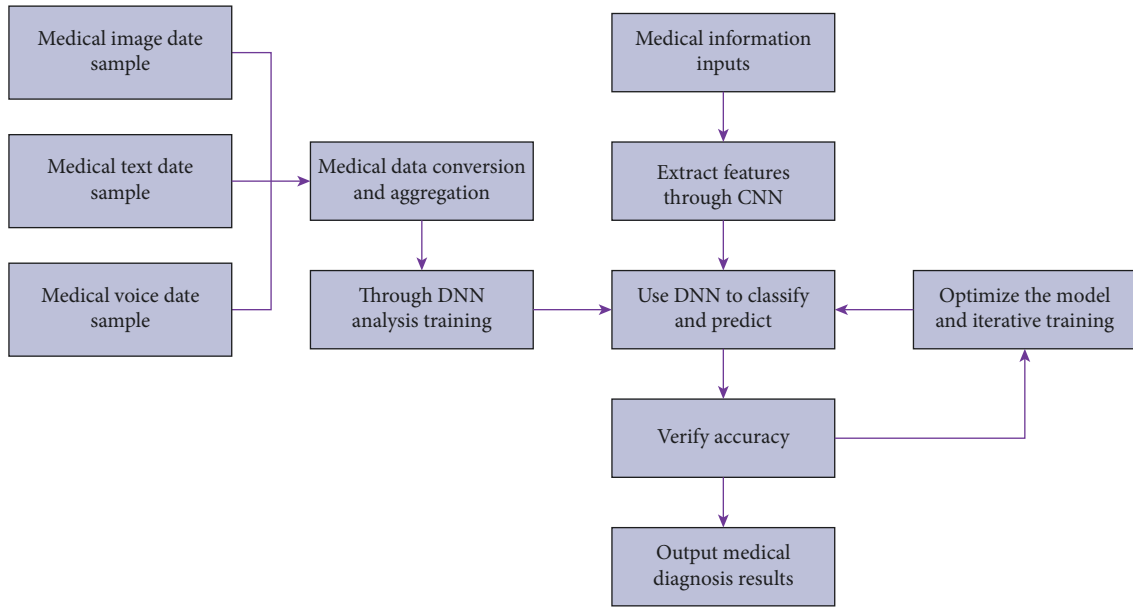 Medical image date
sample
Medical text date
sample
Medical voice date
sample
Medical data conversion
and aggregation
Through DNN
analysis training
Medical information
inputs
Extract features
through CNN
Use DNN to classify
and predict
Optimize the model
and iterative training
Verify accuracy
Output medical
diagnosis results